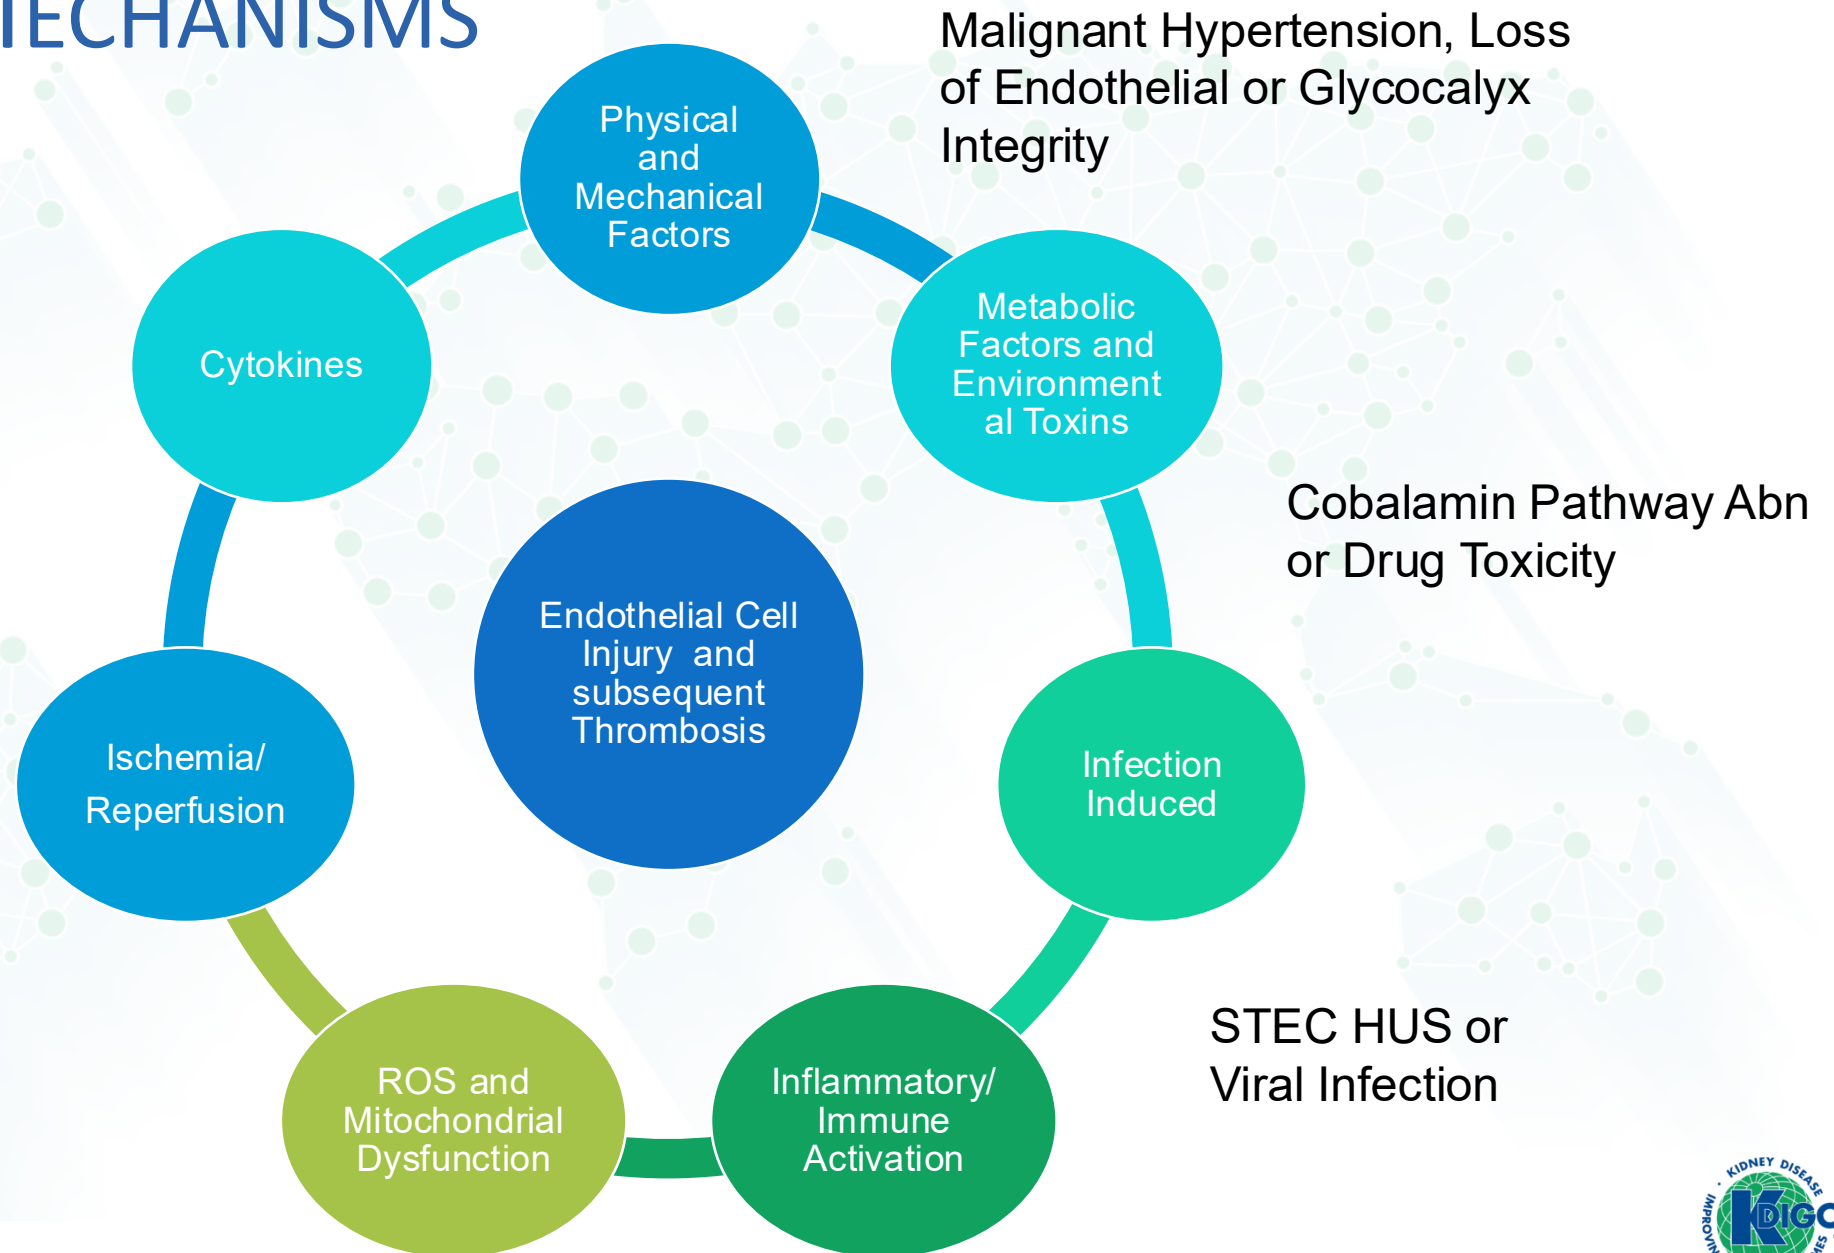 MECHANISMS
Malignant Hypertension, Loss
of Endothelial or Glycocalyx
Integrity
Physical
and
Mechanical
Factors
Metabolic
Factors and
Environment
al Toxins
Cytokines
Cobalamin Pathway Abn
or Drug Toxicity
Endothelial Cell
Injury and
subsequent
Thrombosis
Ischemia/
Reperfusion
Infection
Induced
STEC HUS or
Viral Infection
ROS and
Mitochondrial
Dysfunction
Inflammatory/
Immune
Activation
KIDNEY DISEASE
KDIGO